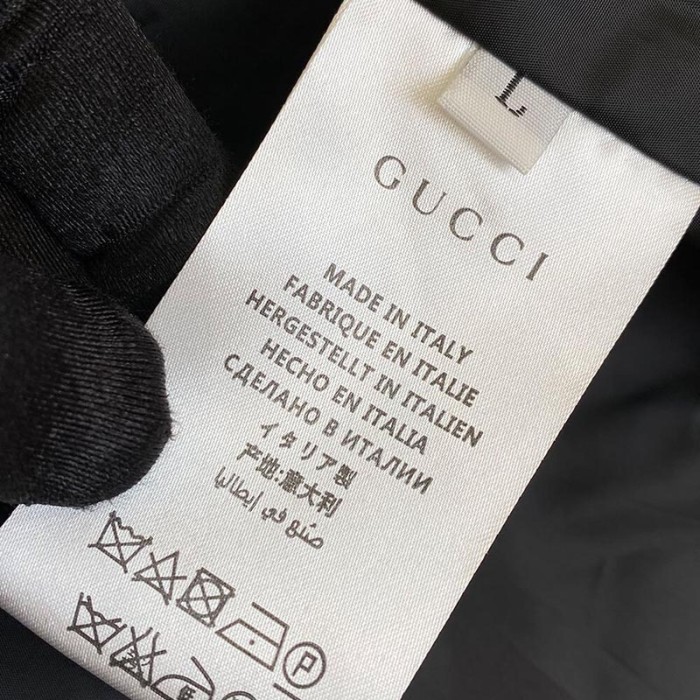 L
GUCCI
MADE IN ITALY
FABRIQUE EN ITALIE
HERGESTELLT IN ITALIEN
HECHO EN ITALIA
СДЕЛАНО В ИТАЛИИ
イタリア製
产地:意大利
صُنع في إيطاليا
P